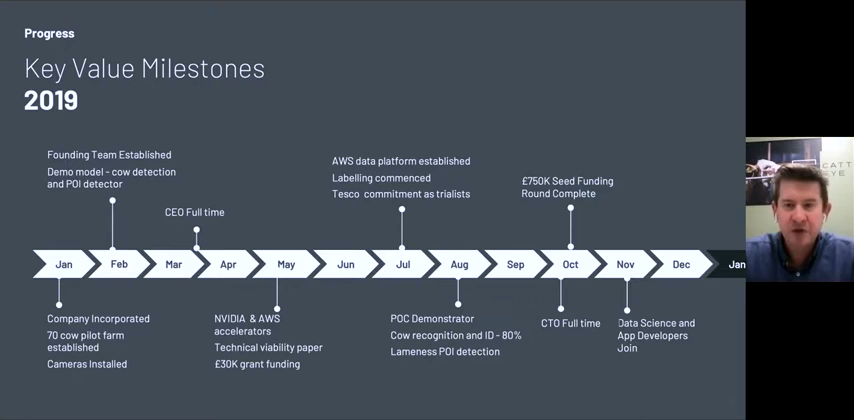 Progress
Key Value Milestones
2019
Founding Team Established
Demo model - cow detection
and POI detector
CEO Full time
AWS data platform established
Labelling commenced
Tesco commitment as trialists
£750K Seed Funding
Round Complete
Jan Feb Mar Apr May Jun Jul Aug Sep Oct Nov Dec Jan
Company Incorporated
70 cow pilot farm
established
Cameras Installed
NVIDIA & AWS
accelerators
Technical viability paper
£30K grant funding
POC Demonstrator
Cow recognition and ID - 80%
Lameness POI detection
CTO Full time
Data Science and
App Developers
Join
CATT
EYE